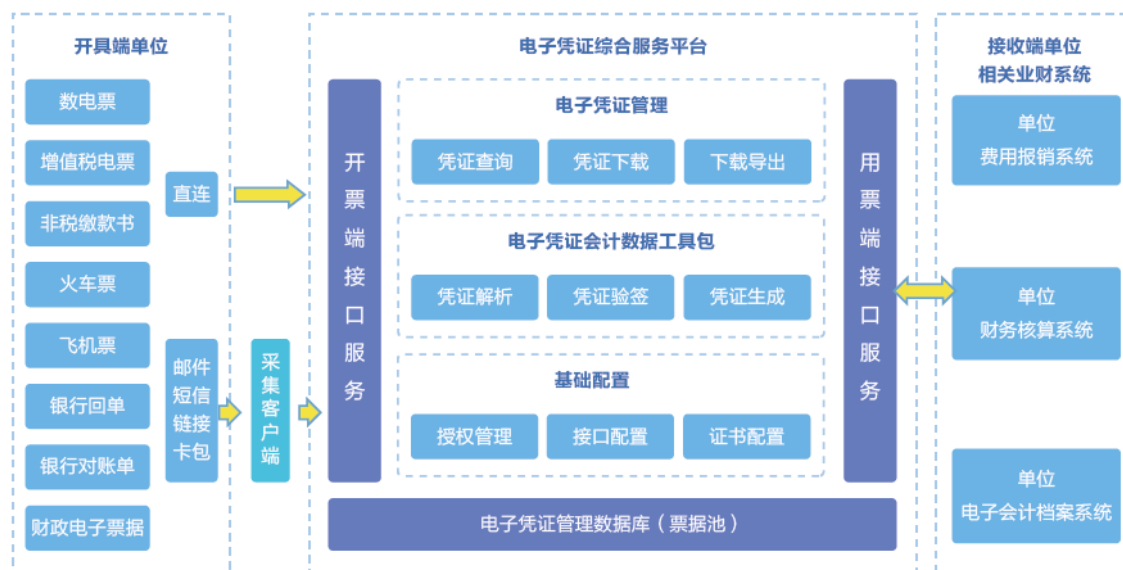 开具端单位
数电票
增值税电票
非税缴款书
火车票
飞机票
银行回单
银行对账单
财政电子票据
直连
邮件
短信
链接
卡包
采集客户端
电子凭证综合服务平台
开票端接口服务
电子凭证管理
凭证查询
凭证下载
下载导出
电子凭证会计数据工具包
凭证解析
凭证验签
凭证生成
基础配置
授权管理
接口配置
证书配置
用票端接口服务
电子凭证管理数据库（票据池）
接收端单位
相关业财系统
单位
费用报销系统
单位
财务核算系统
单位
电子会计档案系统